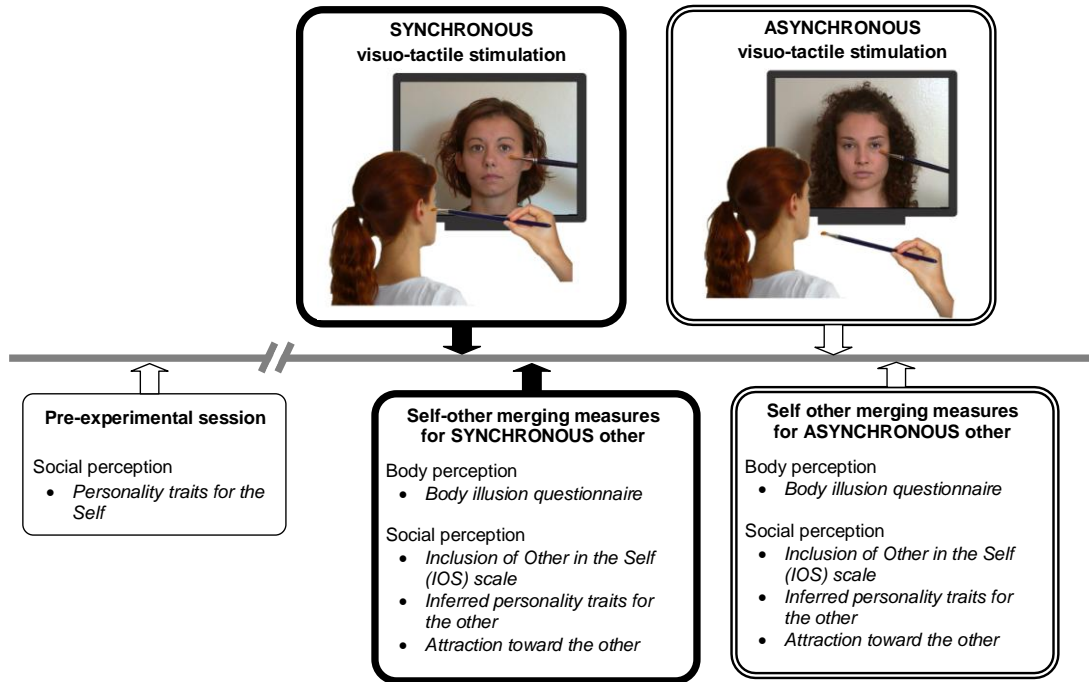 SYNCHRONOUS
visuo-tactile stimulation
ASYNCHRONOUS
visuo-tactile stimulation
Pre-experimental session
Social perception
• Personality traits for the
Self
Self-other merging measures
for SYNCHRONOUS other
Body perception
• Body illusion questionnaire
Social perception
• Inclusion of Other in the Self
(IOS) scale
• Inferred personality traits for
the other
• Attraction toward the other
Self other merging measures
for ASYNCHRONOUS other
Body perception
• Body illusion questionnaire
Social perception
• Inclusion of Other in the Self
(IOS) scale
• Inferred personality traits for
the other
• Attraction toward the other